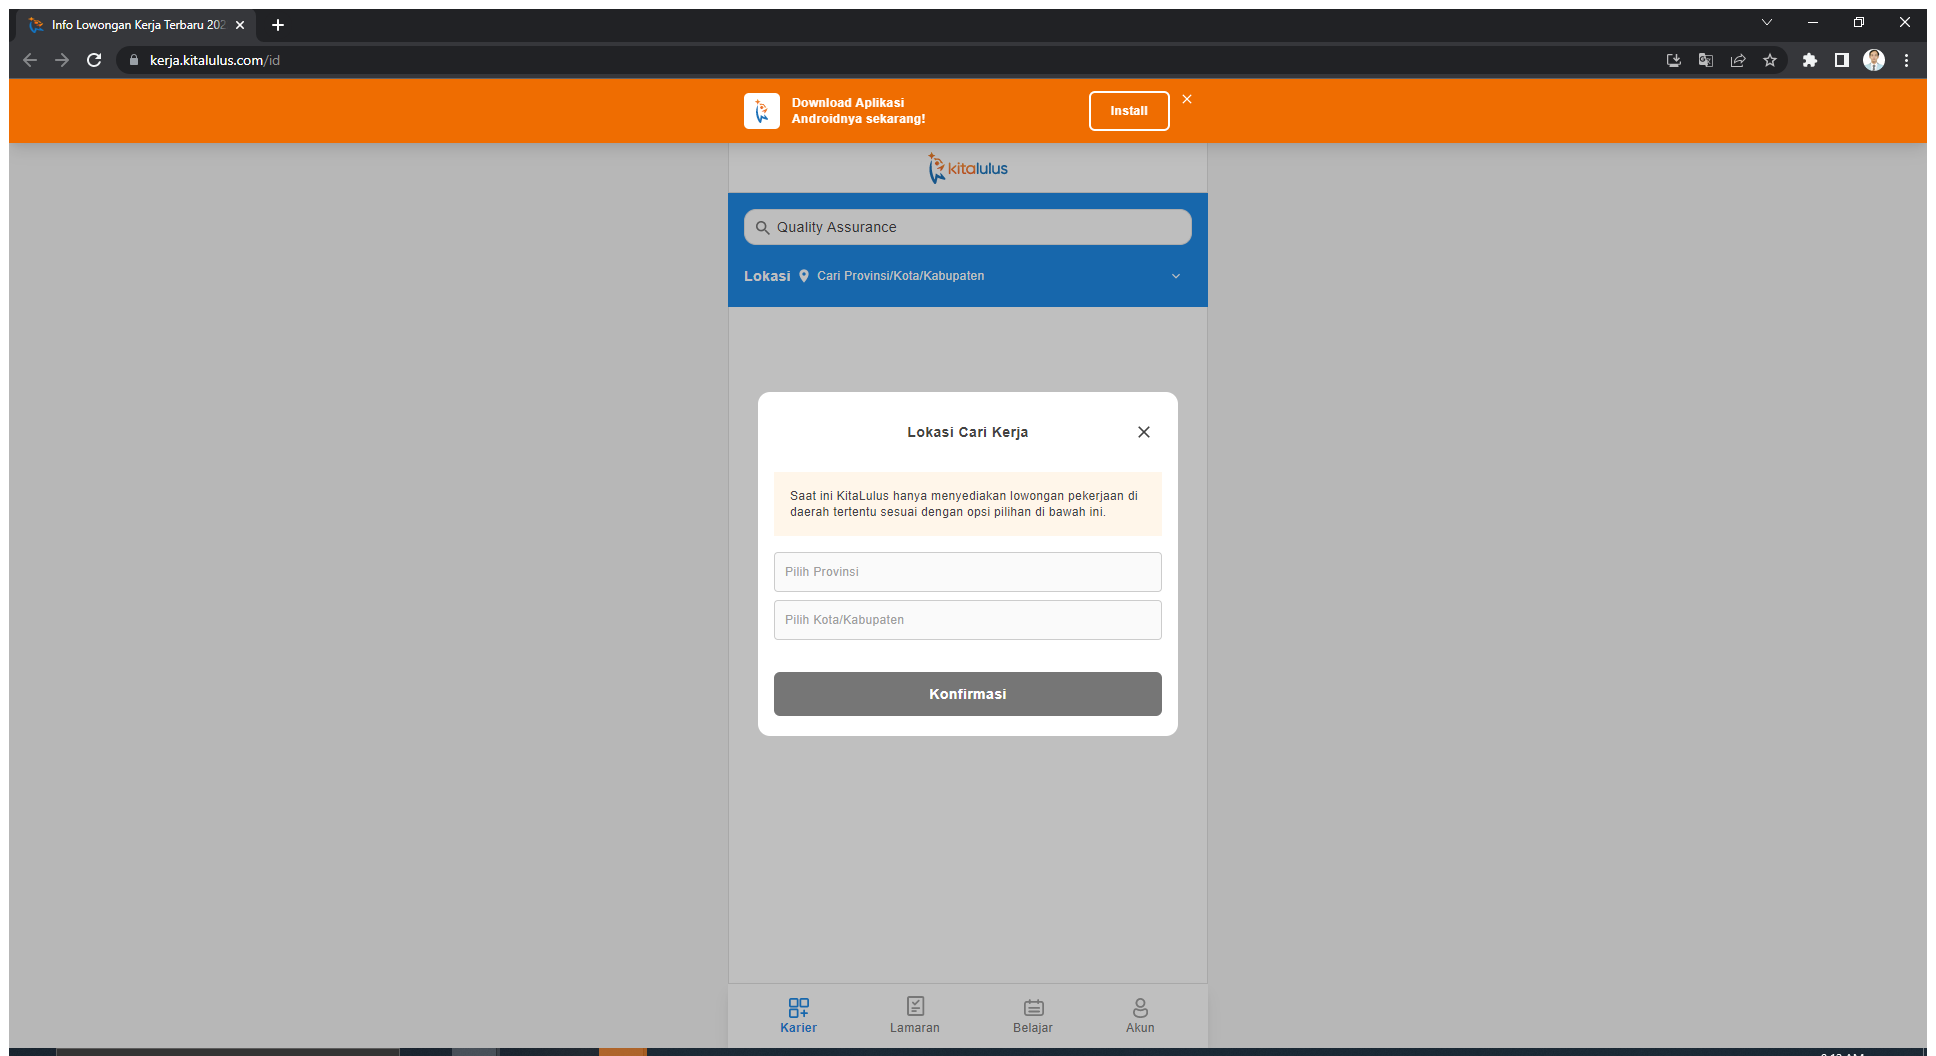 Info Lowongan Kerja Terbaru 202
kerja.kitalulus.com/id
Download Aplikasi
Androidnya sekarang!
Install
kitalulus
Quality Assurance
Lokasi Cari Provinsi/Kota/Kabupaten
Lokasi Cari Kerja
Saat ini KitaLulus hanya menyediakan lowongan pekerjaan di
daerah tertentu sesuai dengan opsi pilihan di bawah ini.
Pilih Provinsi
Pilih Kota/Kabupaten
Konfirmasi
Karier Lamaran Belajar Akun